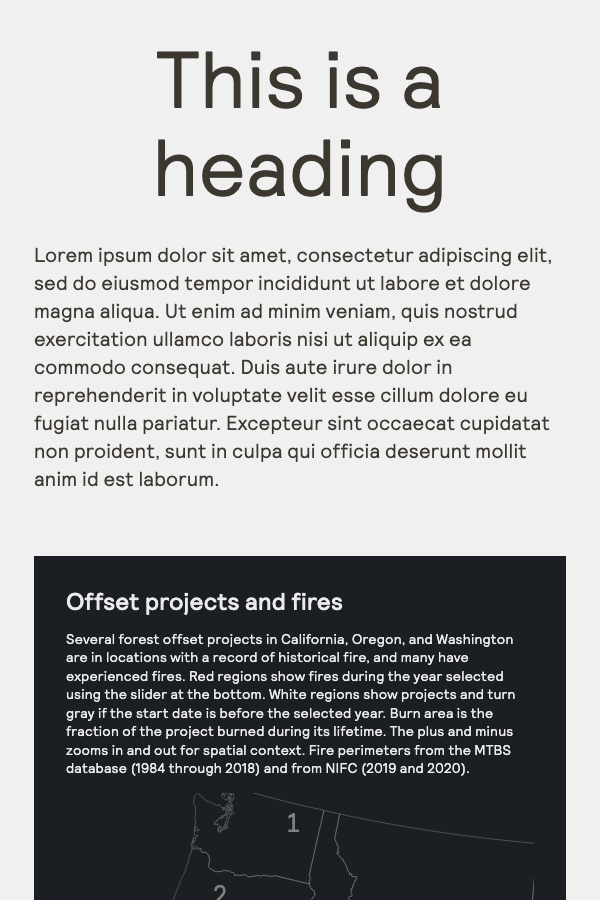 This is a
heading
Lorem ipsum dolor sit amet, consectetur adipiscing elit,
sed do eiusmod tempor incididunt ut labore et dolore
magna aliqua. Ut enim ad minim veniam, quis nostrud
exercitation ullamco laboris nisi ut aliquip ex ea
commodo consequat. Duis aute irure dolor in
reprehenderit in voluptate velit esse cillum dolore eu
fugiat nulla pariatur. Excepteur sint occaecat cupidatat
non proident, sunt in culpa qui officia deserunt mollit
anim id est laborum.
Offset projects and fires
Several forest offset projects in California, Oregon, and Washington
are in locations with a record of historical fire, and many have
experienced fires. Red regions show fires during the year selected
using the slider at the bottom. White regions show projects and turn
gray if the start date is before the selected year. Burn area is the
fraction of the project burned during its lifetime. The plus and minus
zooms in and out for spatial context. Fire perimeters from the MTBS
database (1984 through 2018) and from NIFC (2019 and 2020).
1
2